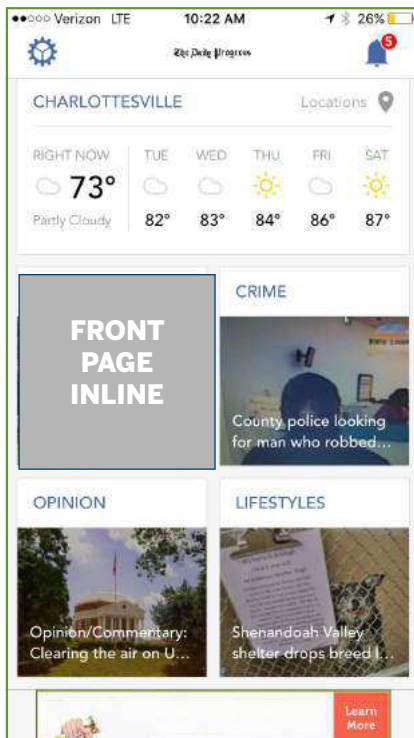 Verizon LTE 10:22 AM 26%
The Daily Progress 5
CHARLOTTESVILLE Locations
RIGHT NOW TUE WED THU FRI SAT
73°
Partly Cloudy 82° 83° 84° 86° 87°
FRONT
PAGE
INLINE
CRIME
County police looking
for man who robbed...
OPINION
Opinion/Commentary:
Clearing the air on U...
LIFESTYLES
Shenandoah Valley
shelter drops breed l...
Learn
More